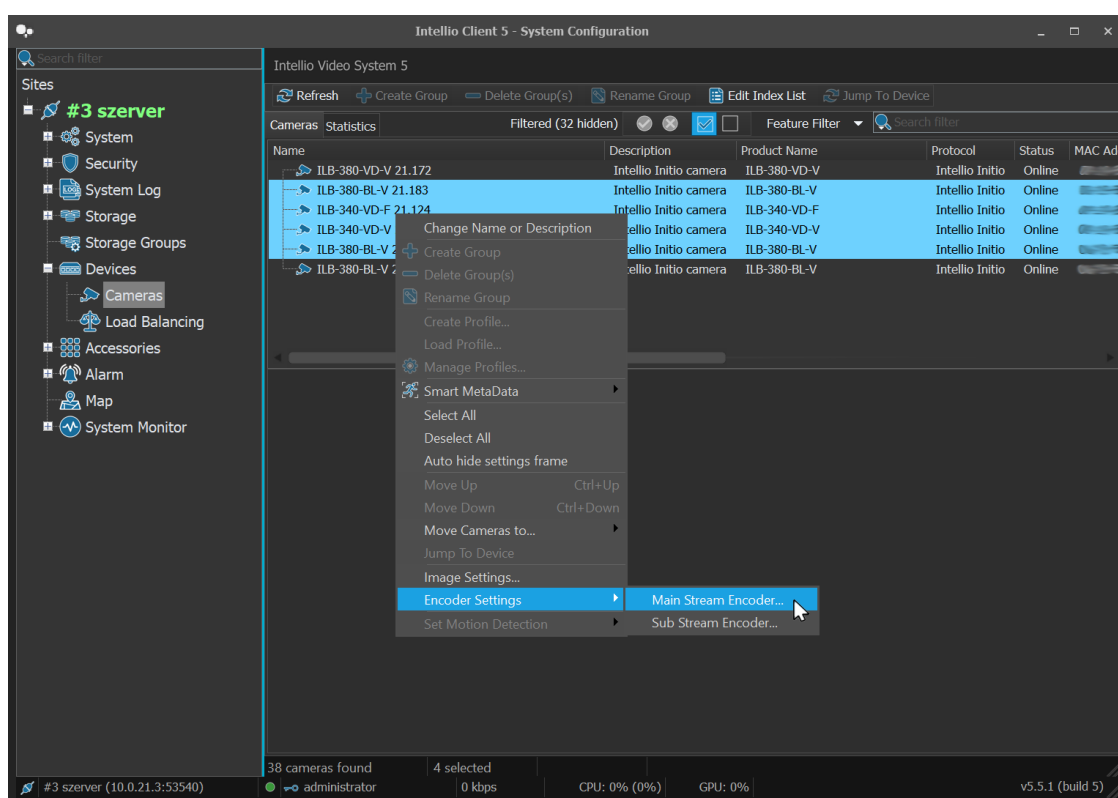 Intellio Client 5 - System Configuration
Search filter
Sites
#3 szerver
System
Security
System Log
Storage
Storage Groups
Devices
Cameras
Load Balancing
Accessories
Alarm
Map
System Monitor
Intellio Video System 5
Refresh Create Group Delete Group(s) Rename Group Edit Index List Jump To Device
Cameras Statistics Filtered (32 hidden) Feature Filter Search filter
Name Description Product Name Protocol Status MAC Ad
ILB-380-VD-V 21.172 Intellio Initio camera ILB-380-VD-V Intellio Initio Online
ILB-380-BL-V 21.183 Intellio Initio camera ILB-380-BL-V Intellio Initio Online
ILB-340-VD-F 21.124 Intellio Initio camera ILB-340-VD-F Intellio Initio Online
ILB-340-VD-V ellio Initio camera ILB-340-VD-V Intellio Initio Online
ILB-380-BL-V 2 ellio Initio camera ILB-380-BL-V Intellio Initio Online
ILB-380-BL-V 2 ellio Initio camera ILB-380-BL-V Intellio Initio Online
Change Name or Description
Create Group
Delete Group(s)
Rename Group
Create Profile...
Load Profile...
Manage Profiles...
Smart MetaData
Select All
Deselect All
Auto hide settings frame
Move Up Ctrl+Up
Move Down Ctrl+Down
Move Cameras to...
Jump To Device
Image Settings...
Encoder Settings
Set Motion Detection
Main Stream Encoder...
Sub Stream Encoder...
38 cameras found 4 selected
#3 szerver (10.0.21.3:53540) administrator 0 kbps CPU: 0% (0%) GPU: 0% v5.5.1 (build 5)